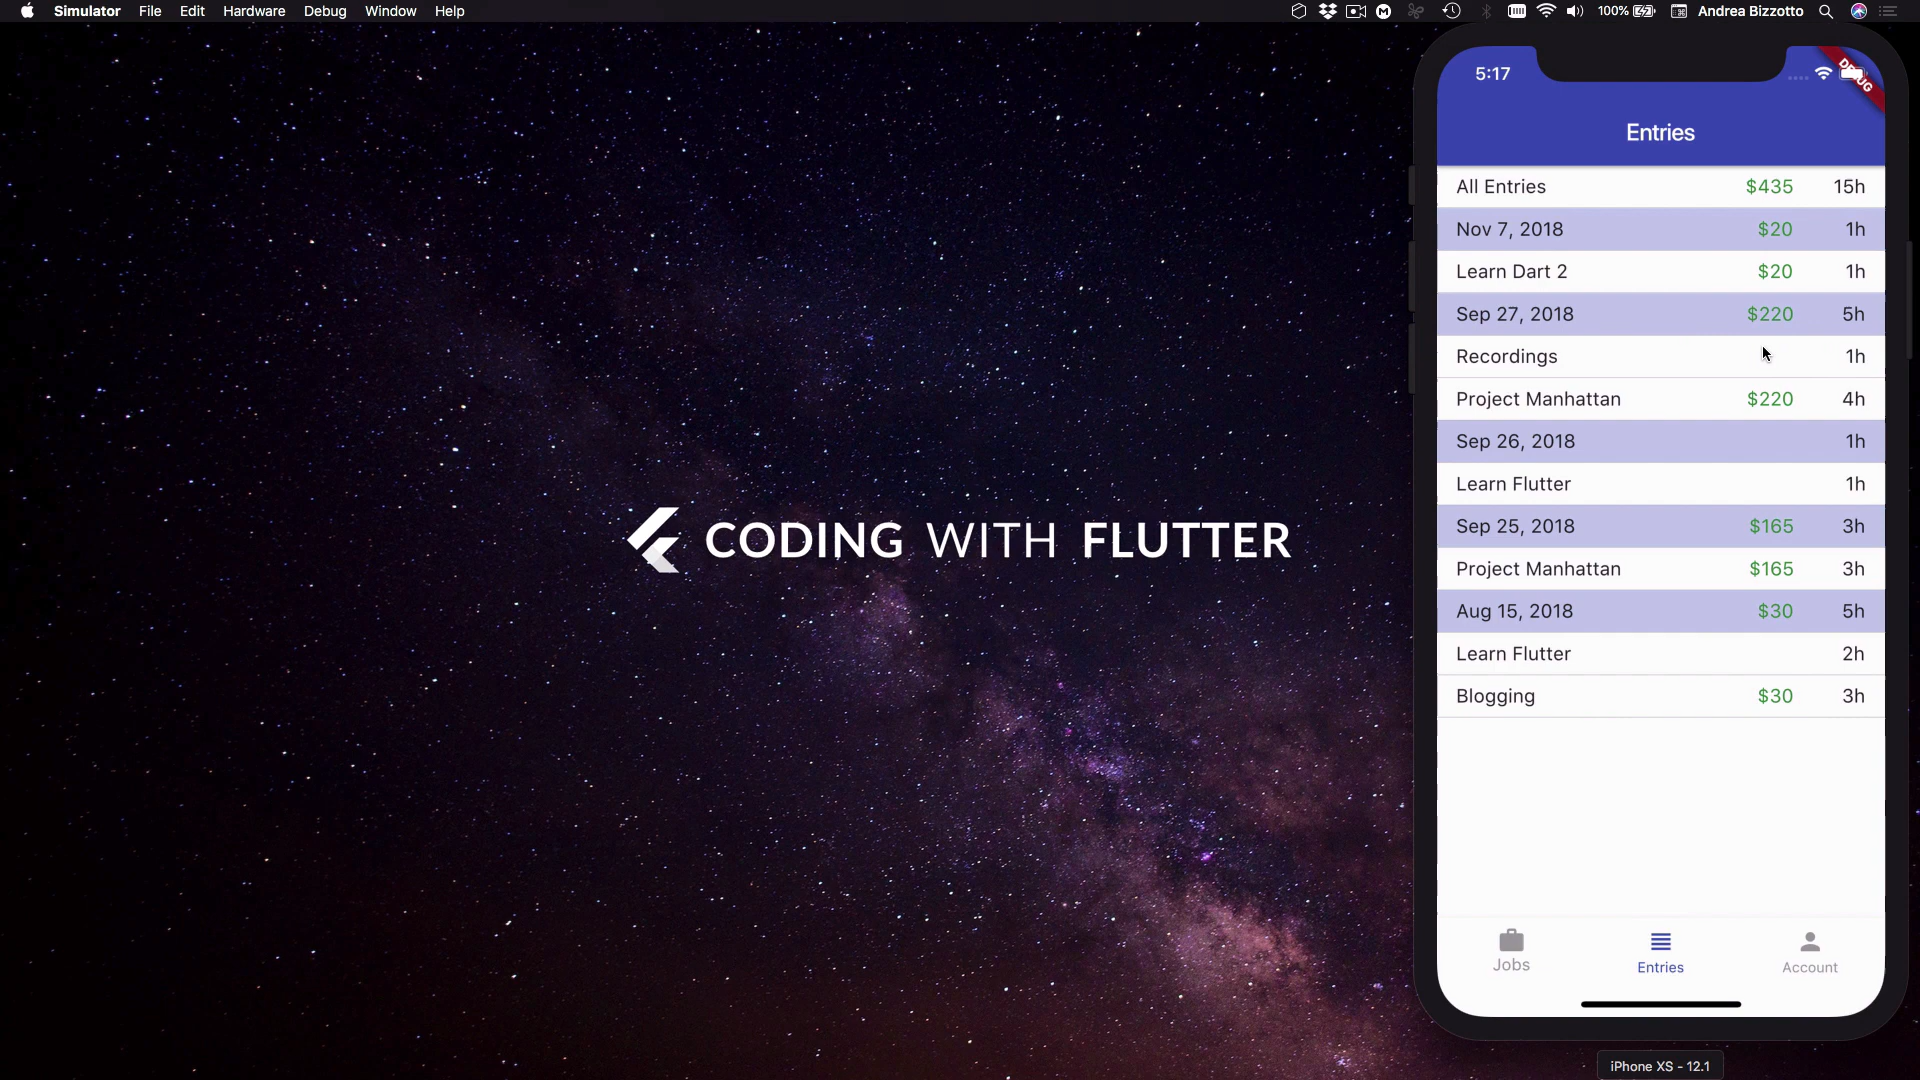 Simulator File Edit Hardware Debug Window Help 100% Andrea Bizzotto
5:17
DEBUG
Entries
All Entries $435 15h
Nov 7, 2018 $20 1h
Learn Dart 2 $20 1h
Sep 27, 2018 $220 5h
Recordings 1h
Project Manhattan $220 4h
Sep 26, 2018 1h
Learn Flutter 1h
Sep 25, 2018 $165 3h
Project Manhattan $165 3h
Aug 15, 2018 $30 5h
Learn Flutter 2h
Blogging $30 3h
CODING WITH FLUTTER
Jobs Entries Account
iPhone XS - 12.1